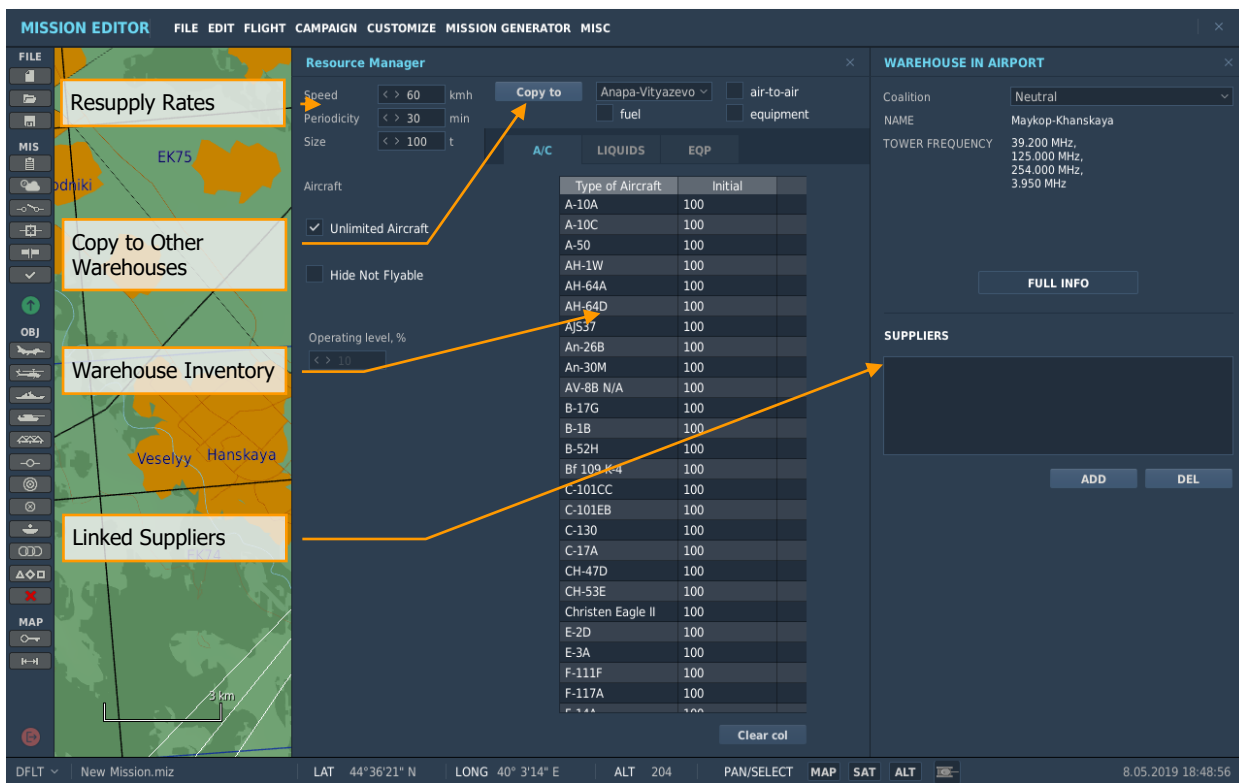 MISSION EDITOR FILE EDIT FLIGHT CAMPAIGN CUSTOMIZE MISSION GENERATOR MISC
FILE
MIS
OBJ
MAP
Resupply Rates
EK75
Copy to Other
Warehouses
Warehouse Inventory
Veselyy Hanskaya
Linked Suppliers
EK74
3 km
Resource Manager
Speed 60 kmh
Periodicity 30 min
Size 100 t
Copy to Anapa-Vityazevo air-to-air
fuel equipment
A/C LIQUIDS EQP
Aircraft
Unlimited Aircraft
Hide Not Flyable
Operating level, %
10
Type of Aircraft Initial
A-10A 100
A-10C 100
A-50 100
AH-1W 100
AH-64A 100
AH-64D 100
AJS37 100
An-26B 100
An-30M 100
AV-8B N/A 100
B-17G 100
B-1B 100
B-52H 100
Bf 109 K-4 100
C-101CC 100
C-101EB 100
C-130 100
C-17A 100
CH-47D 100
CH-53E 100
Christen Eagle II 100
E-2D 100
E-3A 100
F-111F 100
F-117A 100
Clear col
WAREHOUSE IN AIRPORT
Coalition Neutral
NAME Maykop-Khanskaya
TOWER FREQUENCY 39.200 MHz,
125.000 MHz,
254.000 MHz,
3.950 MHz
FULL INFO
SUPPLIERS
ADD DEL
DFLT New Mission.miz LAT 44°36'21" N LONG 40° 3'14" E ALT 204 PAN/SELECT MAP SAT ALT 8.05.2019 18:48:56